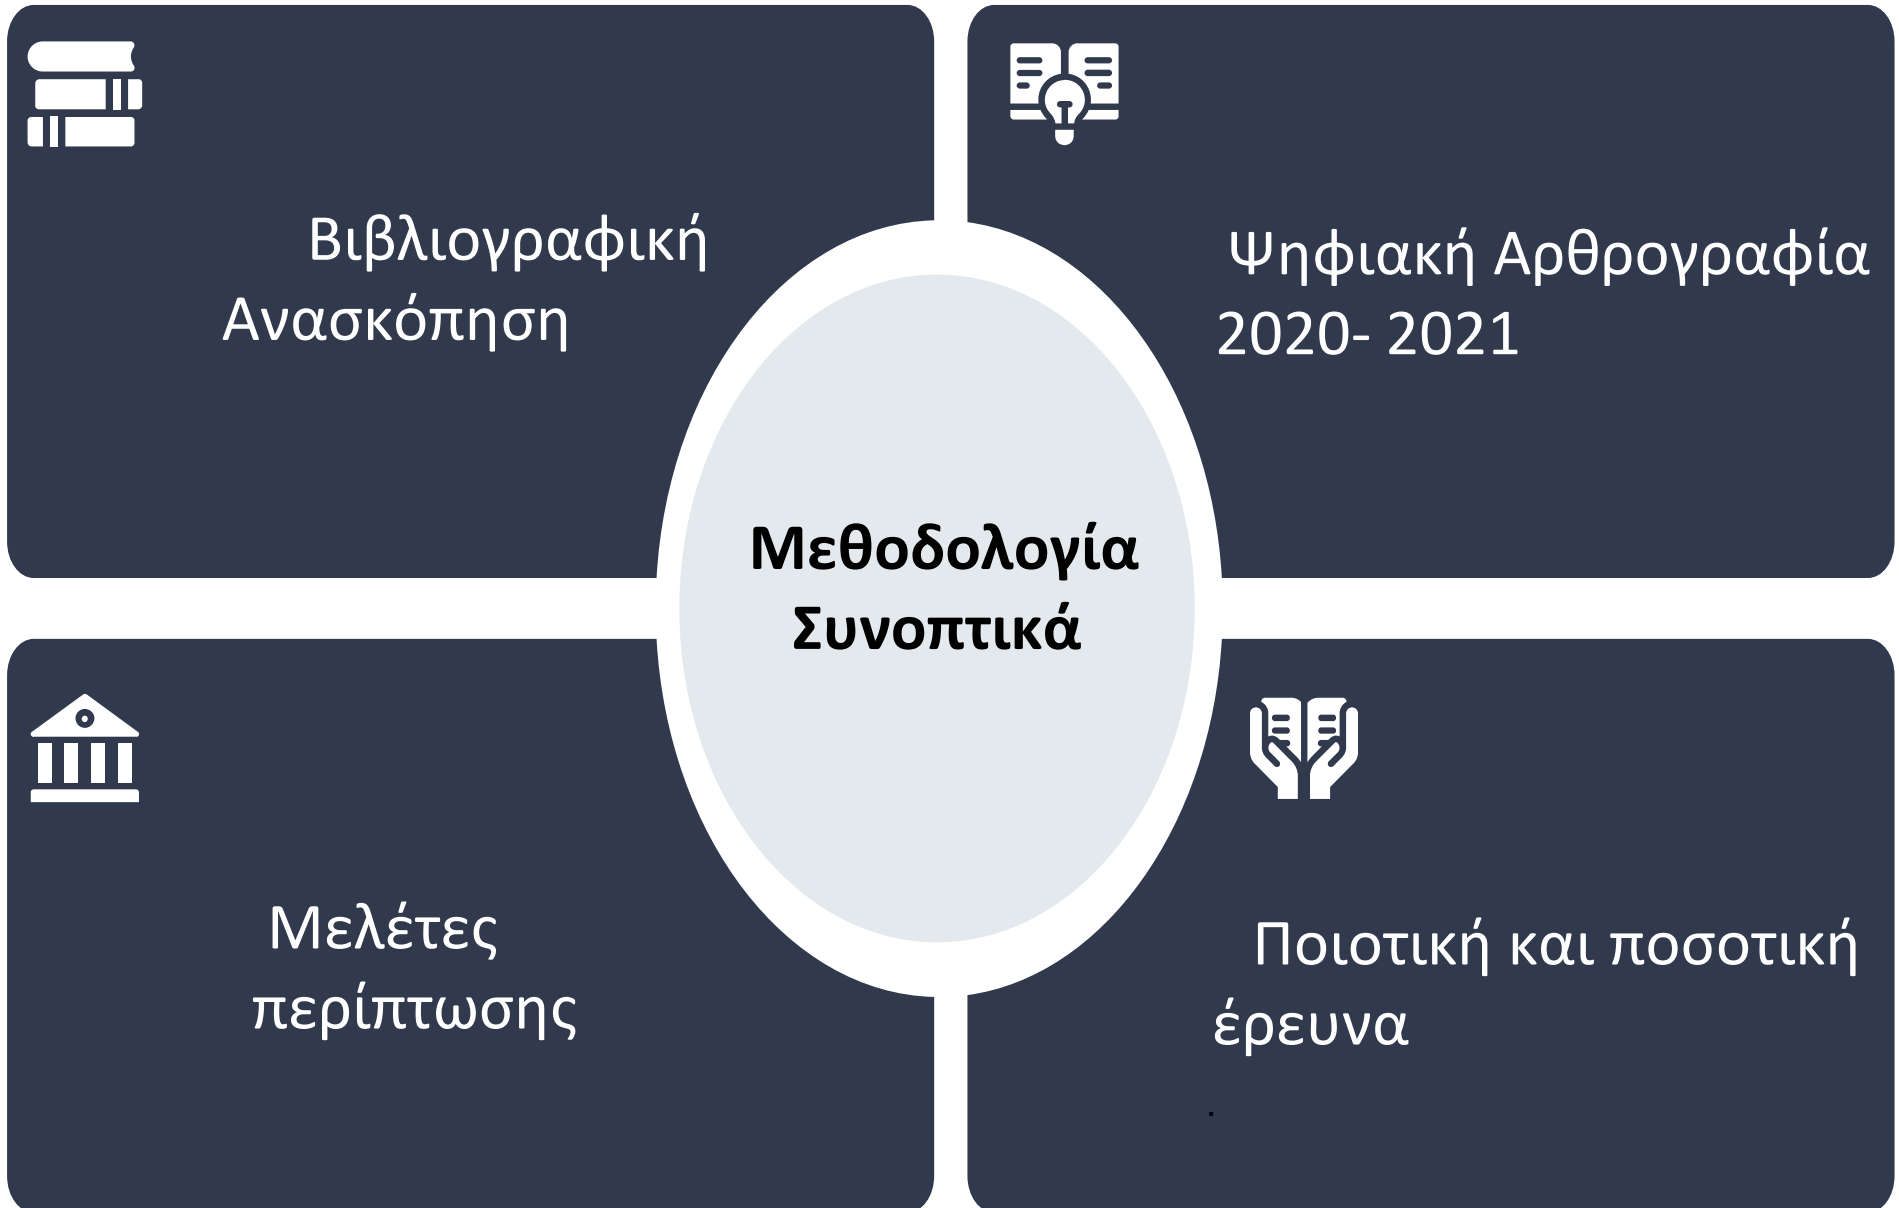 Βιβλιογραφική
Ανασκόπηση
Ψηφιακή Αρθρογραφία
2020- 2021
Μεθοδολογία
Συνοπτικά
Μελέτες
περίπτωσης
Ποιοτική και ποσοτική
έρευνα
.